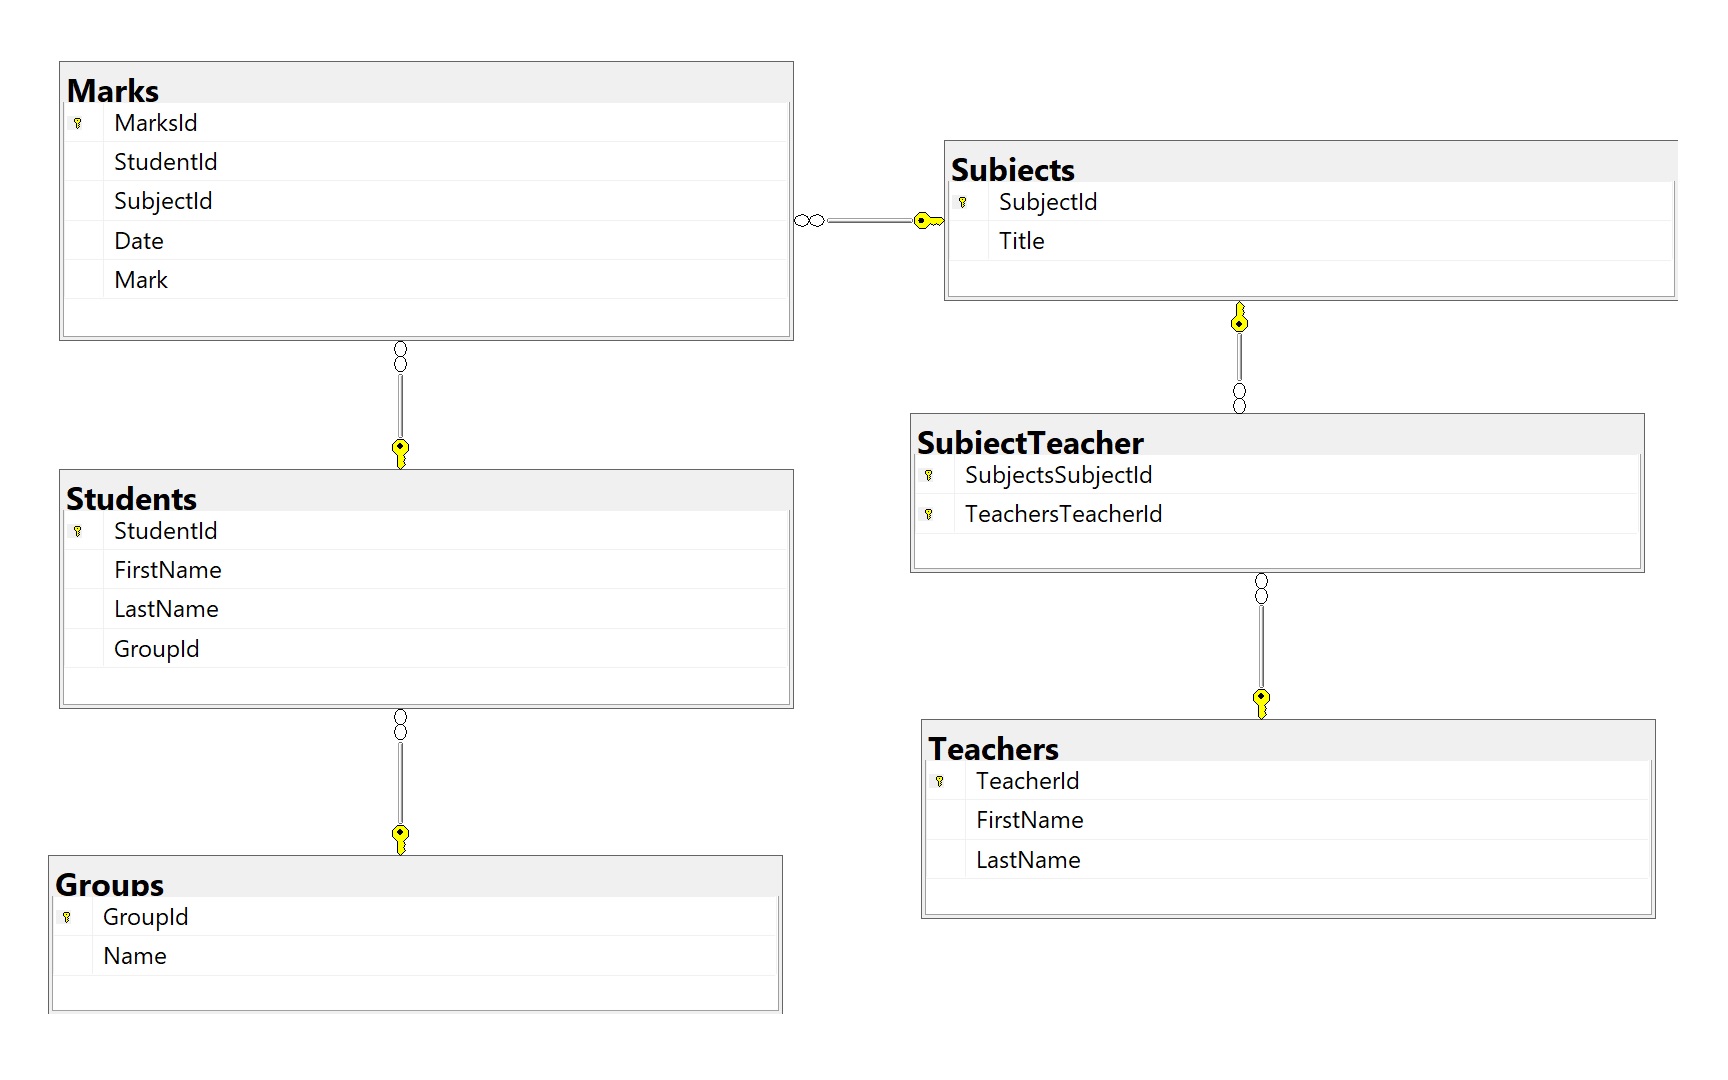 Marks
MarksId
StudentId
SubjectId
Date
Mark
Subjects
SubjectId
Title
Students
StudentId
FirstName
LastName
GroupId
SubjectTeacher
SubjectsSubjectId
TeachersTeacherId
Groups
GroupId
Name
Teachers
TeacherId
FirstName
LastName